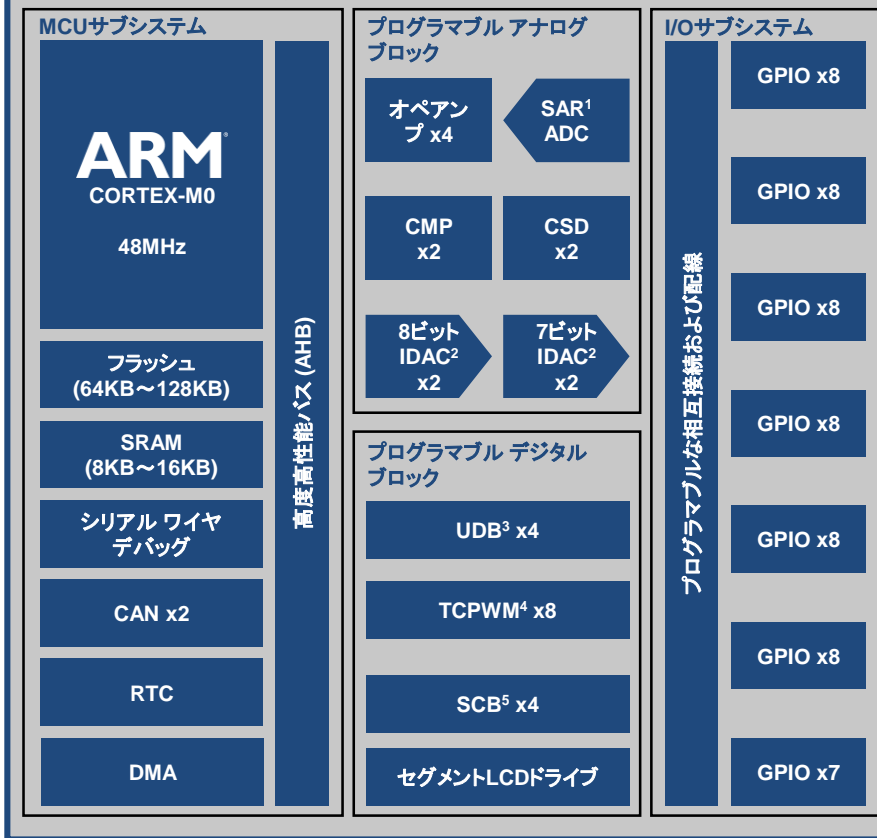 MCUサブシステム
ARM®
CORTEX-M0
48MHz
フラッシュ
(64KB～128KB)
SRAM
(8KB～16KB)
シリアル ワイヤ
デバッグ
CAN x2
RTC
DMA
高度高性能バス (AHB)
プログラマブル アナログ
ブロック
オペアン
プ x4
SAR¹
ADC
CMP
x2
CSD
x2
8ビット
IDAC²
x2
7ビット
IDAC²
x2
プログラマブル デジタル
ブロック
UDB³ x4
TCPWM⁴ x8
SCB⁵ x4
セグメントLCDドライブ
I/Oサブシステム
プログラマブルな相互接続および配線
GPIO x8
GPIO x8
GPIO x8
GPIO x8
GPIO x8
GPIO x8
GPIO x7